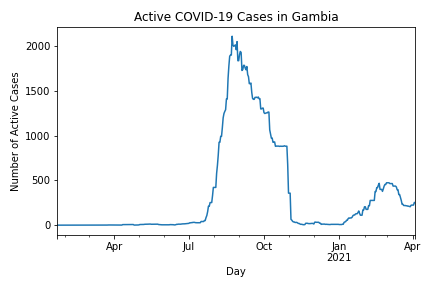 Active COVID-19 Cases in Gambia
Number of Active Cases
2000
1500
1000
500
0
Apr
Jul
Oct
Jan
2021
Apr
Day